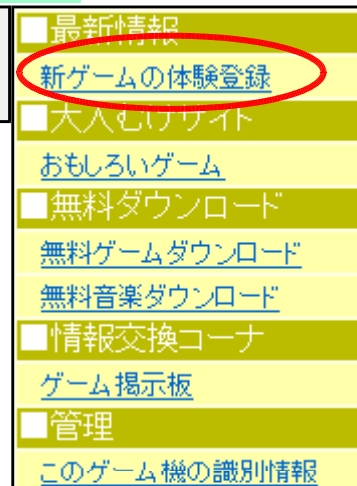 ■最新情報
新ゲームの体験登録
■大人むけサイト
おもしろいゲーム
■無料ダウンロード
無料ゲームダウンロード
無料音楽ダウンロード
■情報交換コーナ
ゲーム掲示板
■管理
このゲーム機の識別情報